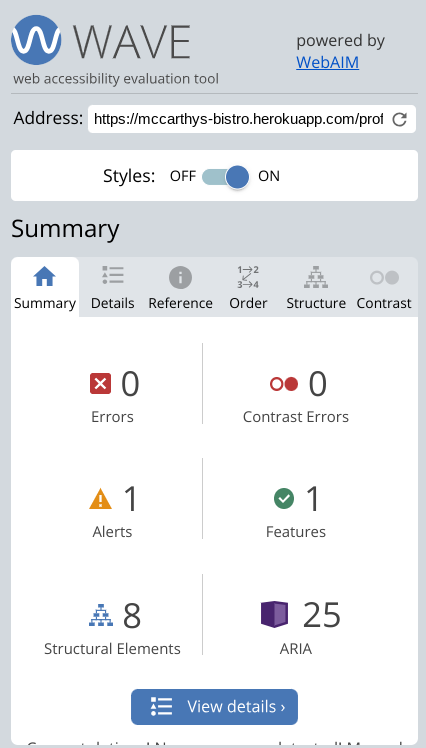 WAVE
web accessibility evaluation tool
powered by
WebAIM
Address: https://mccarthys-bistro.herokuapp.com/prof
Styles: OFF ON
Summary
1→2
3→4
Summary Details Reference Order Structure Contrast
0 0
Errors Contrast Errors
1 1
Alerts Features
8 25
Structural Elements ARIA
View details ›